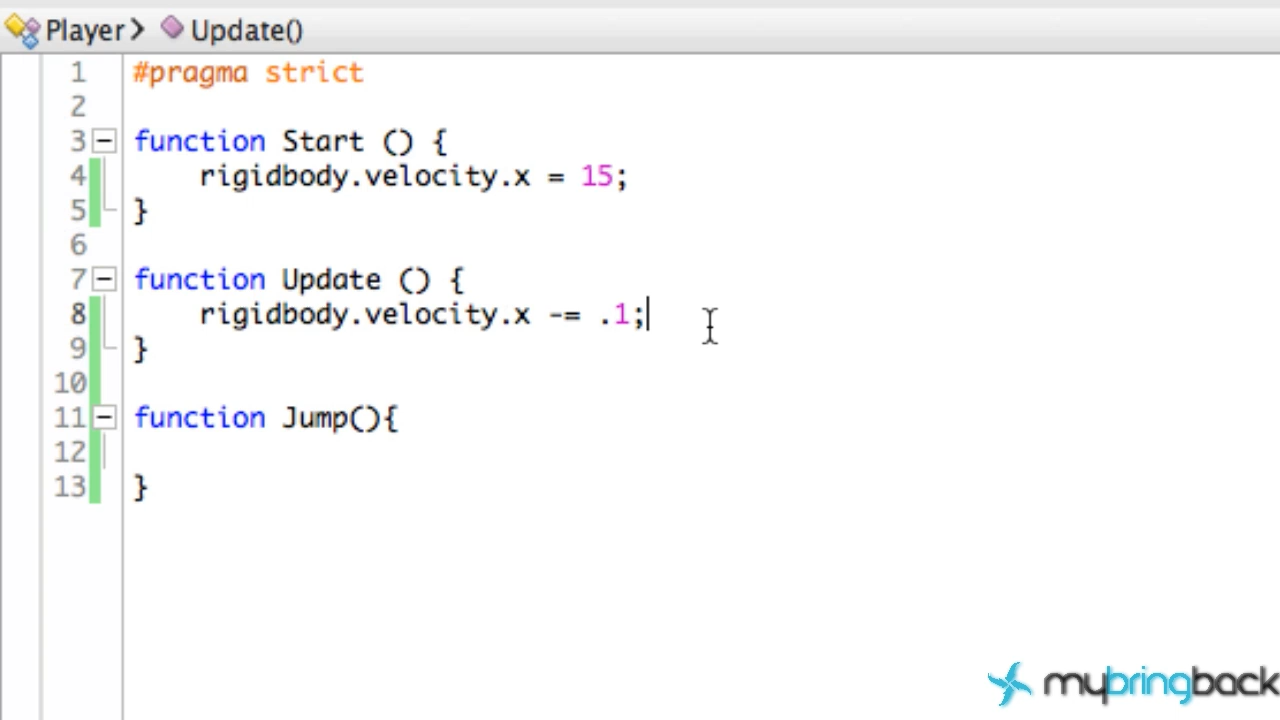 Player > Update()
1 #pragma strict
2
3 function Start () {
4 rigidbody.velocity.x = 15;
5 }
6
7 function Update () {
8 rigidbody.velocity.x -= .1;
9 }
10
11 function Jump(){
12
13 }
mybringback